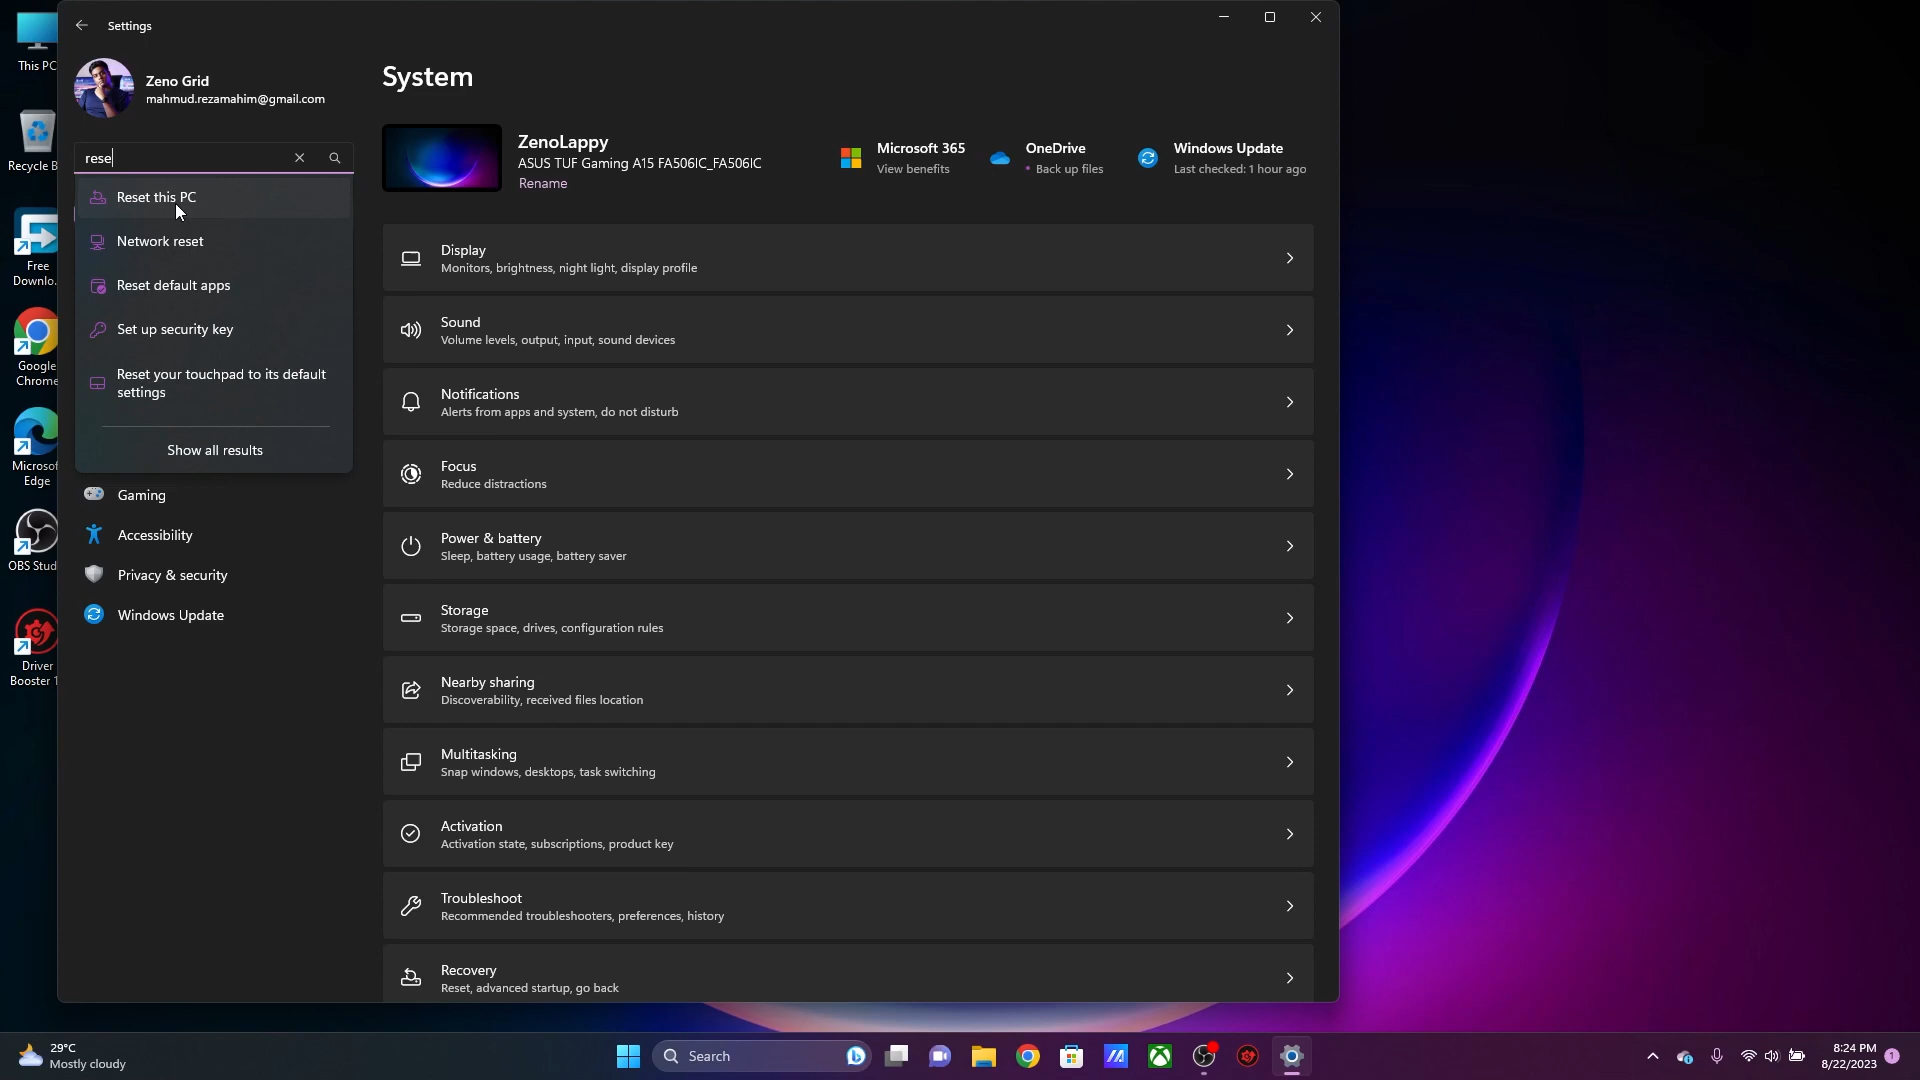 This PC
Recycle B
Free
Downlo...
Google
Chrome
Microsof
Edge
OBS Stud
Driver
Booster 1
Settings
Zeno Grid
mahmud.rezamahim@gmail.com
rese
Reset this PC
Network reset
Reset default apps
Set up security key
Reset your touchpad to its default
settings
Show all results
Gaming
Accessibility
Privacy & security
Windows Update
System
ZenoLappy
ASUS TUF Gaming A15 FA506IC_FA506IC
Rename
Microsoft 365
View benefits
OneDrive
• Back up files
Windows Update
Last checked: 1 hour ago
Display
Monitors, brightness, night light, display profile
Sound
Volume levels, output, input, sound devices
Notifications
Alerts from apps and system, do not disturb
Focus
Reduce distractions
Power & battery
Sleep, battery usage, battery saver
Storage
Storage space, drives, configuration rules
Nearby sharing
Discoverability, received files location
Multitasking
Snap windows, desktops, task switching
Activation
Activation state, subscriptions, product key
Troubleshoot
Recommended troubleshooters, preferences, history
Recovery
Reset, advanced startup, go back
29°C
Mostly cloudy
Search
8:24 PM
8/22/2023
1